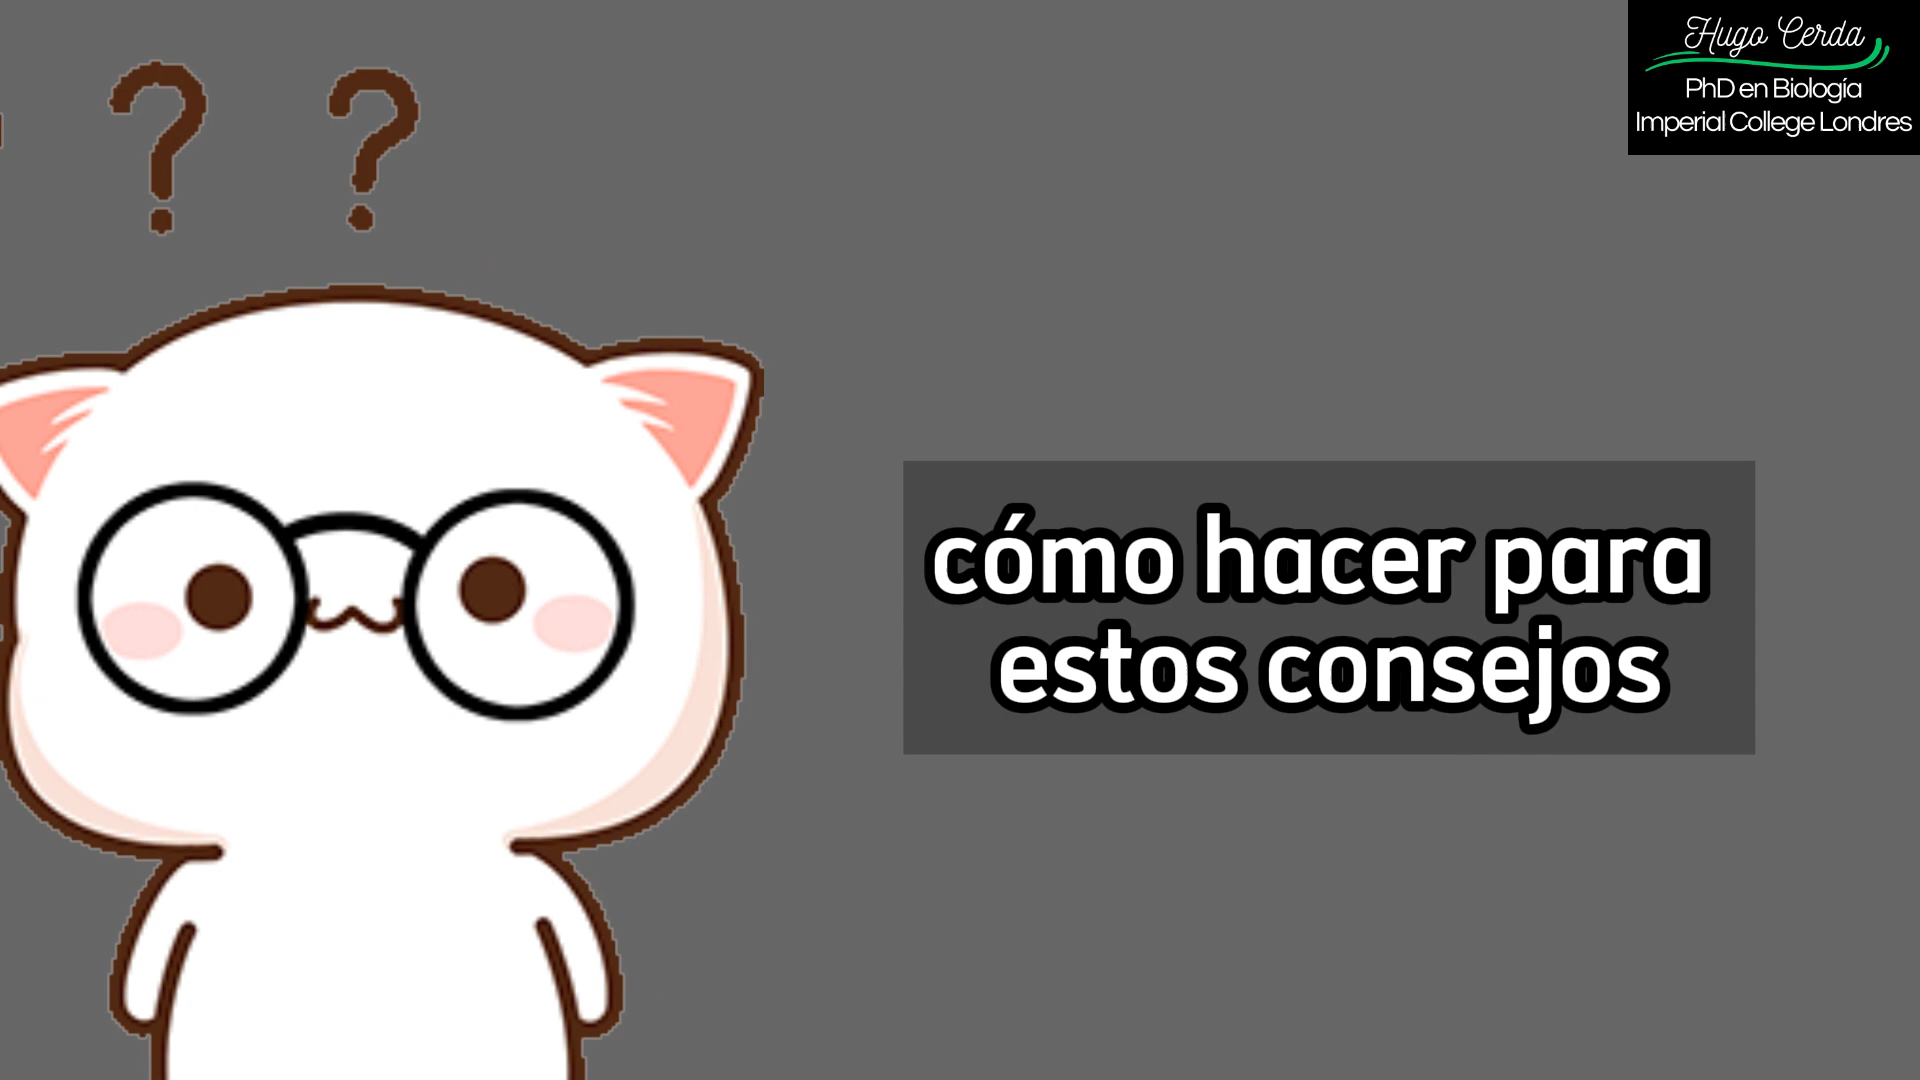 ? ?
Hugo Cerda
PhD en Biología
Imperial College Londres
cómo hacer para
estos consejos